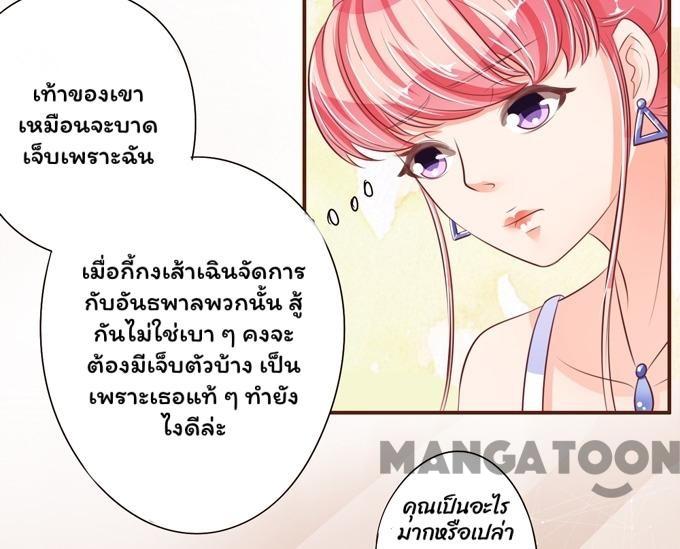 เท้าของเขา
เหมือนจะบาด
เจ็บเพราะฉัน
เมื่อกี้กงเส้าเฉินจัดการ
กับอันธพาลพวกนั้น สู้
กันไม่ใช่เบา ๆ คงจะ
ต้องมีเจ็บตัวบ้าง เป็น
เพราะเธอแท้ ๆ ทำยัง
ไงดีล่ะ
MANGATOON
คุณเป็นอะไร
มากหรือเปล่า